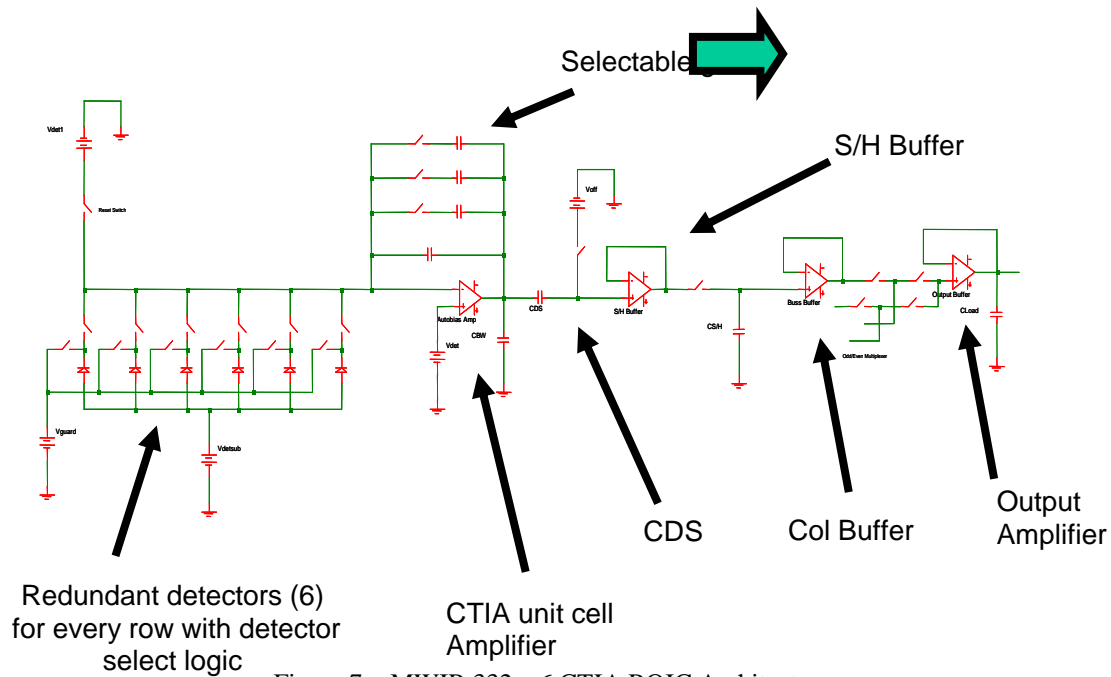 Selectable
S/H Buffer
Vdet1
Reset Switch
Voff
Autobias Amp
CDS
S/H Buffer
Buss Buffer
Output Buffer
Vdet
CBW
CS/H
CLoad
Odd/Even Multiplexer
Vguard
Vdetsub
CDS
Col Buffer
Output
Amplifier
Redundant detectors (6)
for every row with detector
select logic
CTIA unit cell
Amplifier